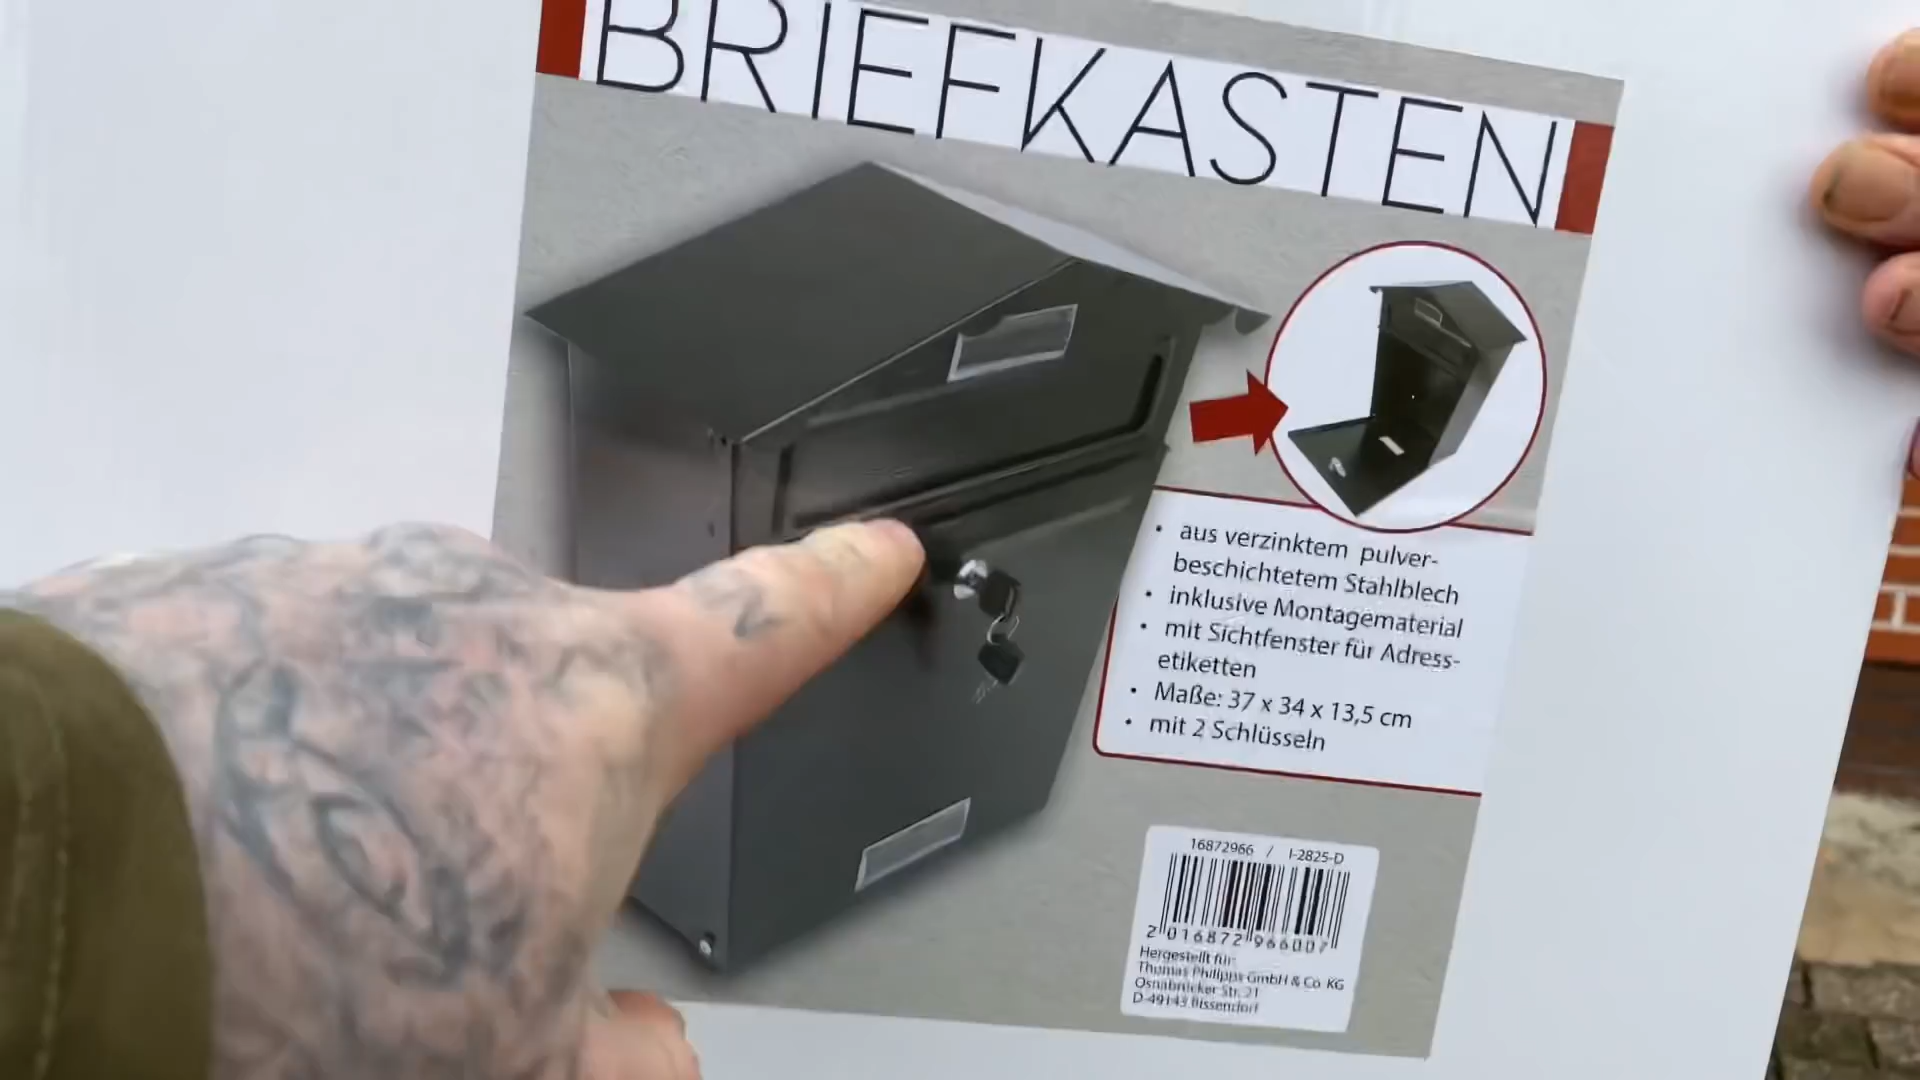 BRIEFKASTEN
• aus verzinktem pulver-
beschichtetem Stahlblech
• inklusive Montagematerial
• mit Sichtfenster für Adress-
etiketten
• Maße: 37 x 34 x 13,5 cm
• mit 2 Schlüsseln
16872966 / I-2825-D
2 016872 966007
Hergestellt für:
Thomas Philipps GmbH & Co. KG
Osnabrücker Str. 21
D-49143 Bissendorf